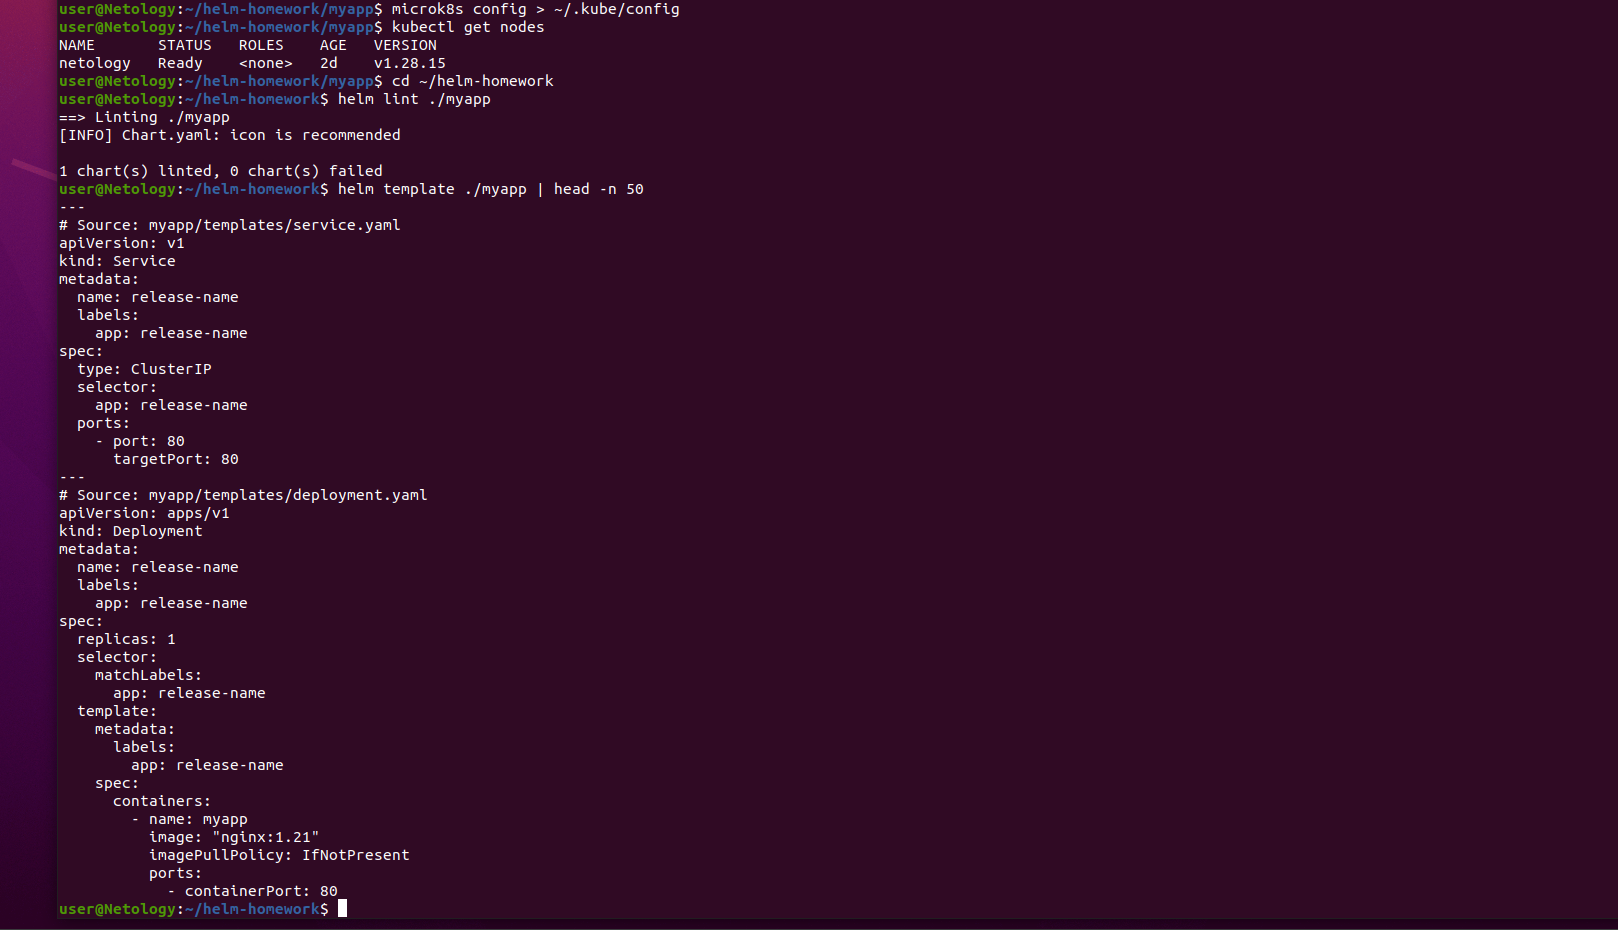 user@Netology:~/helm-homework/myapp$ microk8s config > ~/.kube/config
user@Netology:~/helm-homework/myapp$ kubectl get nodes
NAME       STATUS   ROLES    AGE   VERSION
netology   Ready    <none>   2d    v1.28.15
user@Netology:~/helm-homework/myapp$ cd ~/helm-homework
user@Netology:~/helm-homework$ helm lint ./myapp
==> Linting ./myapp
[INFO] Chart.yaml: icon is recommended

1 chart(s) linted, 0 chart(s) failed
user@Netology:~/helm-homework$ helm template ./myapp | head -n 50
---
# Source: myapp/templates/service.yaml
apiVersion: v1
kind: Service
metadata:
  name: release-name
  labels:
    app: release-name
spec:
  type: ClusterIP
  selector:
    app: release-name
  ports:
    - port: 80
      targetPort: 80
---
# Source: myapp/templates/deployment.yaml
apiVersion: apps/v1
kind: Deployment
metadata:
  name: release-name
  labels:
    app: release-name
spec:
  replicas: 1
  selector:
    matchLabels:
      app: release-name
  template:
    metadata:
      labels:
        app: release-name
    spec:
      containers:
        - name: myapp
          image: "nginx:1.21"
          imagePullPolicy: IfNotPresent
          ports:
            - containerPort: 80
user@Netology:~/helm-homework$